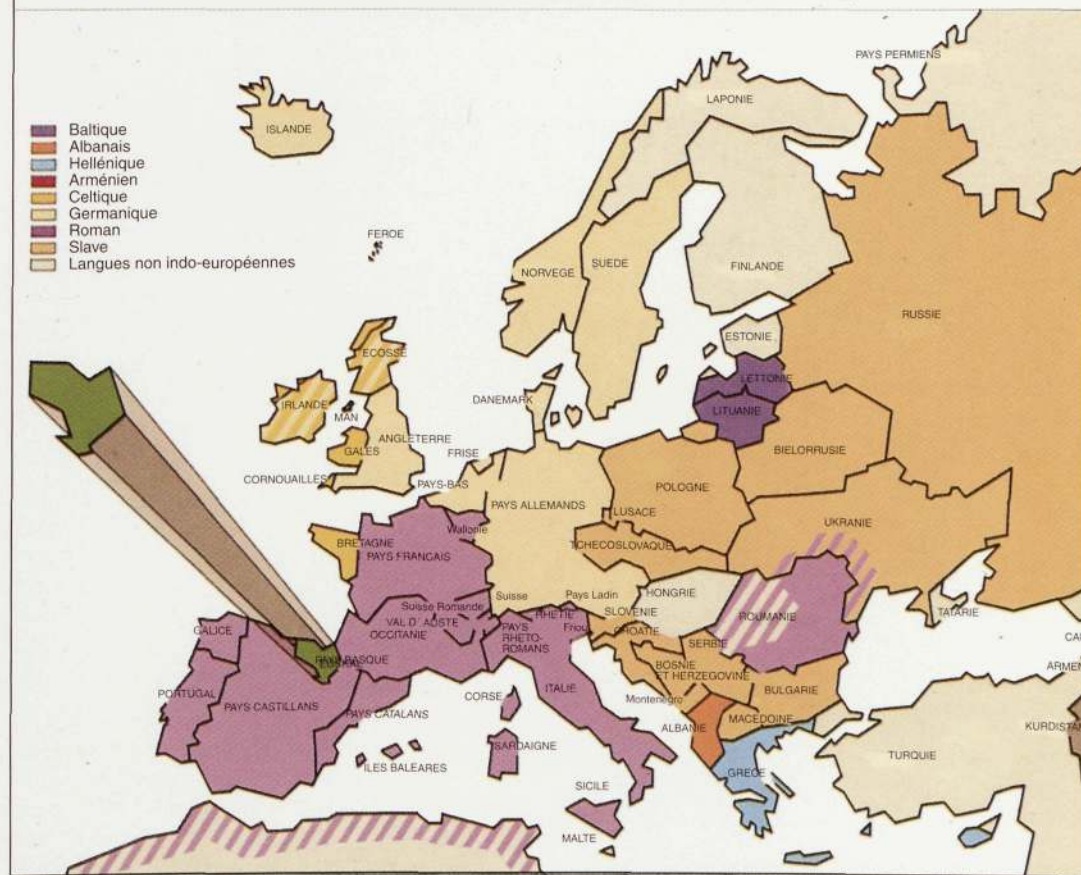 PAYS PERMIENS
LAPONIE
ISLANDE
Baltique
Albanais
Hellénique
Arménien
Celtique
Germanique
Roman
Slave
Langues non indo-européennes
FEROE
NORVEGE
SUEDE
FINLANDE
RUSSIE
ESTONIE
ECOSSE
LETTONIE
DANEMARK
IRLANDE
MAN
LITUANIE
ANGLETERRE
GALES
FRISE
BIELORRUSIE
CORNOUAILLES
PAYS-BAS
POLOGNE
PAYS ALLEMANDS
LUSACE
UKRANIE
Wallonie
BRETAGNE
TCHECOSLOVAQUE
PAYS FRANCAIS
Suisse
Pays Ladin
HONGRIE
Suisse Romande
SLOVENIE
TATARIE
RHETIE
ROUMANIE
VAL D'AOSTE
PAYS
RHETO-
ROMANS
Friou
GALICE
OCCITANIE
CROATIE
SERBIE
PAYS BASQUE
BOSNIE
ET HERZEGOVINE
ARMEN
PORTUGAL
ITALIE
BULGARIE
PAYS CASTILLANS
CORSE
Montenegro
PAYS CATALANS
MACEDOINE
ALBANIE
KURDISTAN
SARDAIGNE
TURQUIE
ILES BALEARES
GRECE
SICILE
MALTE